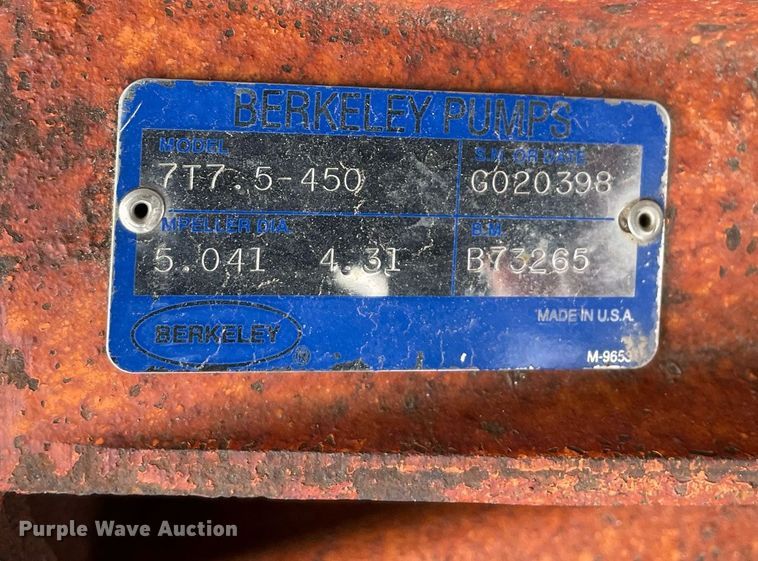 BERKELEY PUMPS
MODEL S.N. OR DATE
7T7.5-450 G020398
MPELLER DIA. B.M.
5.041 4.31 B73265
MADE IN U.S.A.
BERKELEY ®
M-9653
Purple Wave Auction